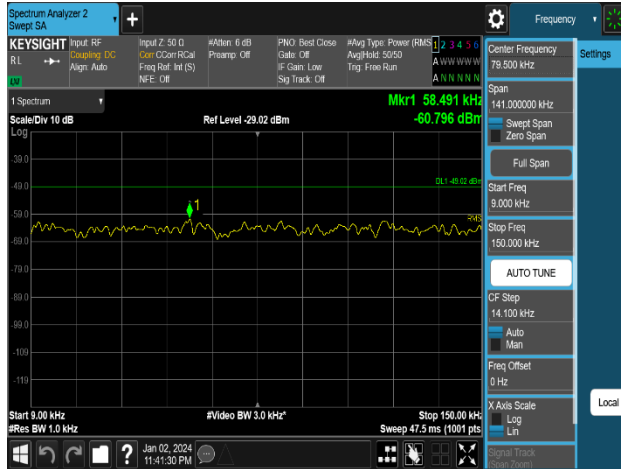 Spectrum Analyzer 2
Swept SA
Frequency
KEYSIGHT
R L
Input: RF
Coupling: DC
Align: Auto
Input Z: 50 Ω
Corr CCorr RCal
Freq Ref: Int (S)
NFE: Off
#Atten: 6 dB
Preamp: Off
PNO: Best Close
Gate: Off
IF Gain: Low
Sig Track: Off
#Avg Type: Power (RMS
Avg|Hold: 50/50
Trig: Free Run
1 2 3 4 5 6
A W W W W W
A N N N N N
1 Spectrum
Scale/Div 10 dB
Log
Ref Level -29.02 dBm
Mkr1 58.491 kHz
-60.796 dBm
DL1 -49.02 dBm
1
RMS
-39.0
-49.0
-59.0
-69.0
-79.0
-89.0
-99.0
-109
-119
Start 9.00 kHz
#Res BW 1.0 kHz
#Video BW 3.0 kHz*
Stop 150.00 kHz
Sweep 47.5 ms (1001 pts
Center Frequency
79.500 kHz
Span
141.000000 kHz
Swept Span
Zero Span
Full Span
Start Freq
9.000 kHz
Stop Freq
150.000 kHz
AUTO TUNE
CF Step
14.100 kHz
Auto
Man
Freq Offset
0 Hz
X Axis Scale
Log
Lin
Signal Track
(Span Zoom)
Settings
Local
?
Jan 02, 2024
11:41:30 PM